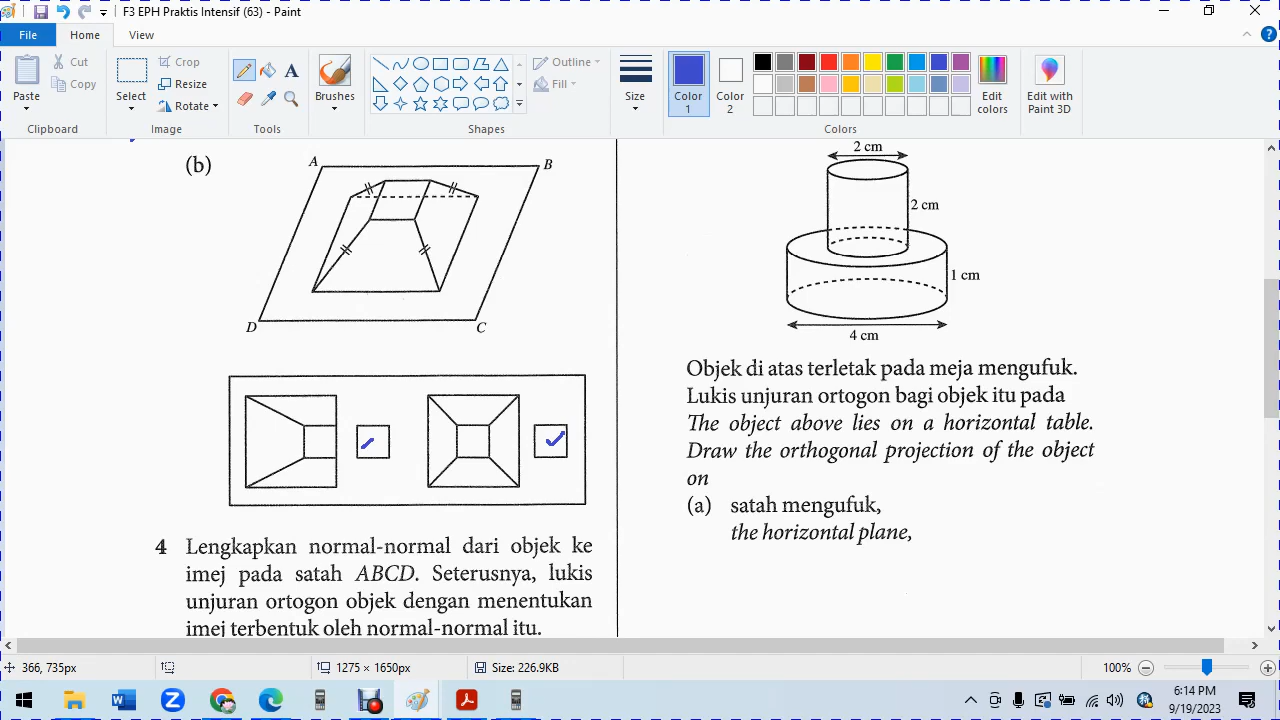 F3 EPH Praktis Intensif (63) - Paint
File Home View
Paste
Cut
Copy
Clipboard
Select
Crop
Resize
Rotate
Image
A
Tools
Brushes
Outline
Fill
Shapes
Size
Color 1
Color 2
Edit colors
Colors
Edit with Paint 3D
(b)
A B
D C
4 Lengkapkan normal-normal dari objek ke
imej pada satah ABCD. Seterusnya, lukis
unjuran ortogon objek dengan menentukan
imej terbentuk oleh normal-normal itu.
2 cm
2 cm
1 cm
4 cm
Objek di atas terletak pada meja mengufuk.
Lukis unjuran ortogon bagi objek itu pada
The object above lies on a horizontal table.
Draw the orthogonal projection of the object
on
(a) satah mengufuk,
the horizontal plane,
366, 735px
1275 × 1650px
Size: 226.9KB
100%
6:14 PM
9/19/2023